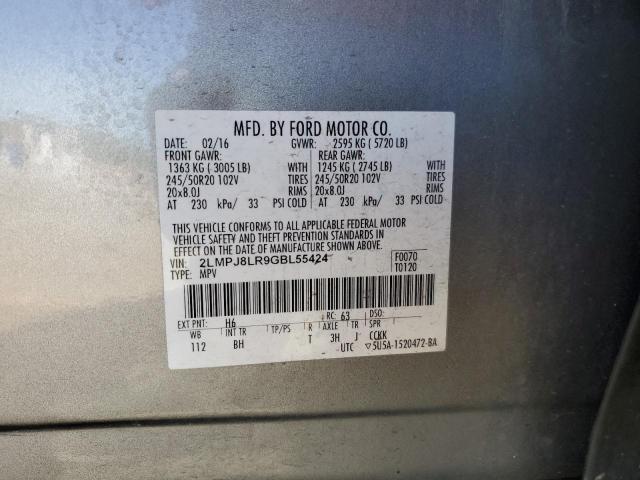 MFD. BY FORD MOTOR CO.
DATE: 02/16 GVWR: 2595 KG ( 5720 LB)
FRONT GAWR: REAR GAWR:
1363 KG ( 3005 LB) WITH 1245 KG ( 2745 LB) WITH
245/50R20 102V TIRES 245/50R20 102V TIRES
20x8.0J RIMS 20x8.0J RIMS
AT 230 kPa/ 33 PSI COLD AT 230 kPa/ 33 PSI COLD
THIS VEHICLE CONFORMS TO ALL APPLICABLE FEDERAL MOTOR
VEHICLE SAFETY AND THEFT PREVENTION STANDARDS IN
EFFECT ON THE DATE OF MANUFACTURE SHOWN ABOVE.
VIN: 2LMPJ8LR9GBL55424 F0070
TYPE: MPV T0120
EXT PNT: H6 RC: 63 DSO:
WB INT TR TP/PS R AXLE TR SPR
112 BH T 3H J CCKK
UTC ▽5U5A-1520472-BA